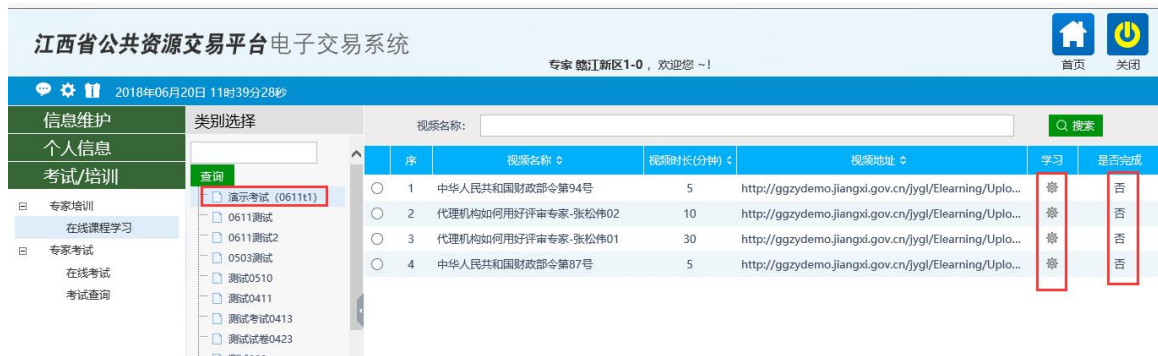 江西省公共资源交易平台电子交易系统
专家 赣江新区1-0，欢迎您 ~!
首页 关闭
2018年06月20日 11时39分28秒
信息维护
个人信息
考试/培训
专家培训
在线课程学习
专家考试
在线考试
考试查询
类别选择
查询
演示考试 (0611t1)
0611测试
0611测试2
0503测试
测试0510
测试0411
测试考试0413
测试试卷0423
视频名称: 搜索
序 视频名称 视频时长(分钟) 视频地址 学习 是否完成
1 中华人民共和国财政部令第94号 5 http://ggzydemo.jiangxi.gov.cn/jygl/Elearning/Uplo... 否
2 代理机构如何用好评审专家-张松伟02 10 http://ggzydemo.jiangxi.gov.cn/jygl/Elearning/Uplo... 否
3 代理机构如何用好评审专家-张松伟01 30 http://ggzydemo.jiangxi.gov.cn/jygl/Elearning/Uplo... 否
4 中华人民共和国财政部令第87号 5 http://ggzydemo.jiangxi.gov.cn/jygl/Elearning/Uplo... 否